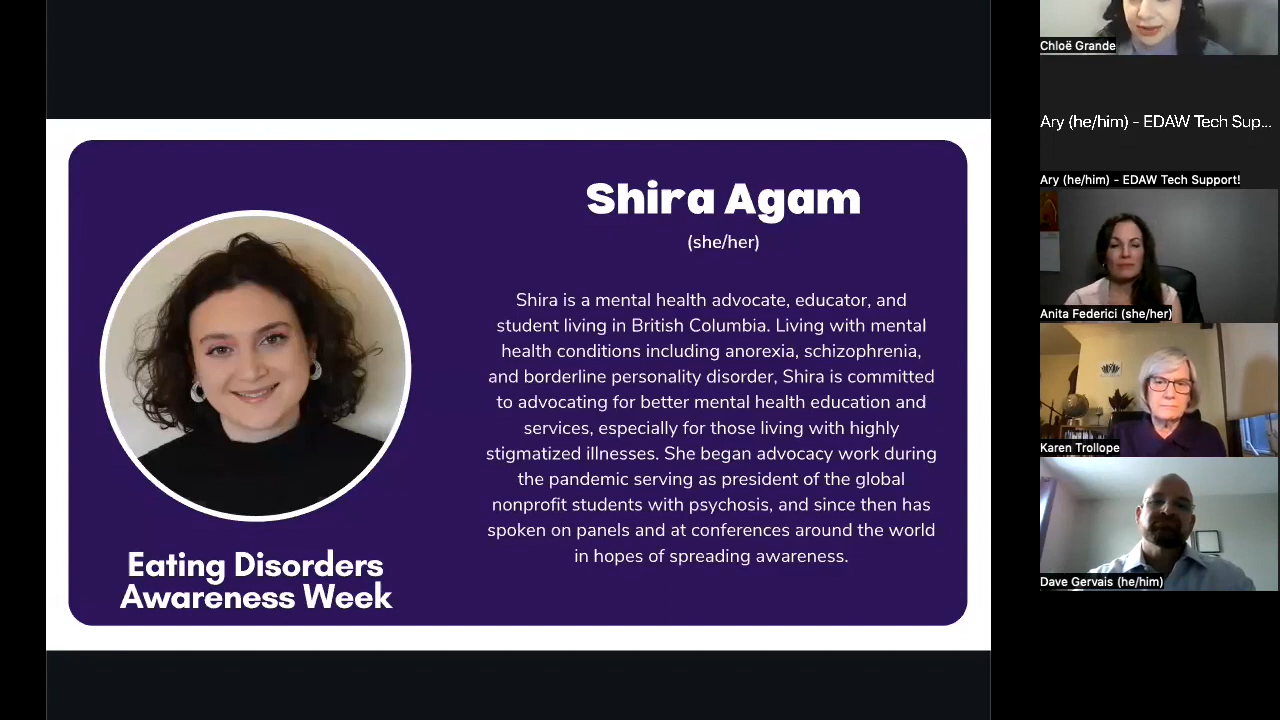 Shira Agam
(she/her)
Shira is a mental health advocate, educator, and
student living in British Columbia. Living with mental
health conditions including anorexia, schizophrenia,
and borderline personality disorder, Shira is committed
to advocating for better mental health education and
services, especially for those living with highly
stigmatized illnesses. She began advocacy work during
the pandemic serving as president of the global
nonprofit students with psychosis, and since then has
spoken on panels and at conferences around the world
in hopes of spreading awareness.
Eating Disorders
Awareness Week
Chloë Grande
Ary (he/him) - EDAW Tech Sup...
Ary (he/him) - EDAW Tech Support!
Anita Federici (she/her)
Karen Trollope
Dave Gervais (he/him)